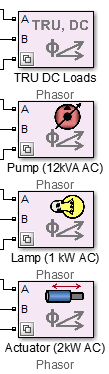 TRU, DC
A
B
C
TRU DC Loads
Phasor
A
B
C
Pump (12kVA AC)
Phasor
A
B
C
Lamp (1 kW AC)
Phasor
A
B
C
Actuator (2kW AC)
Phasor